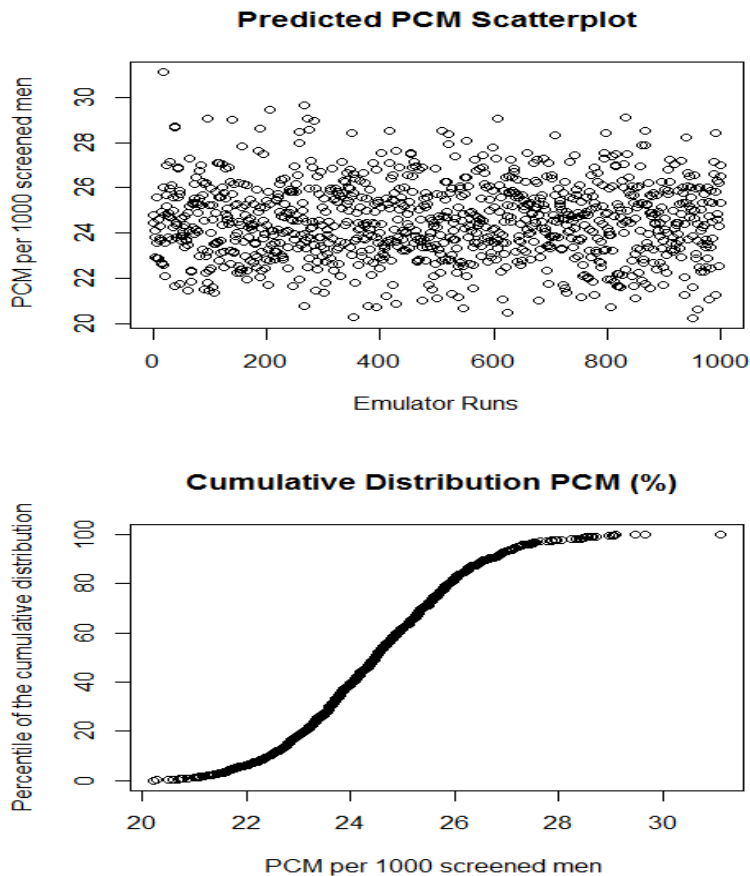 Predicted PCM Scatterplot
PCM per 1000 screened men
30
28
26
24
22
20
0 200 400 600 800 1000
Emulator Runs
Cumulative Distribution PCM (%)
Percentile of the cumulative distribution
100
80
60
40
20
0
20 22 24 26 28 30
PCM per 1000 screened men